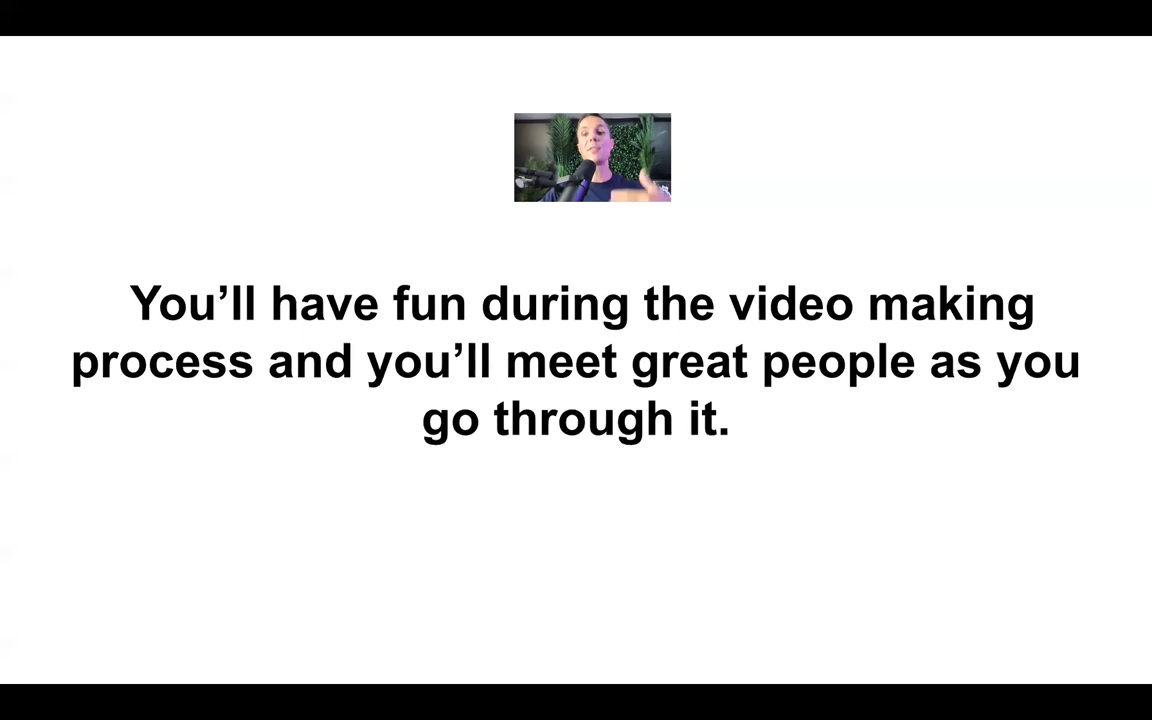 You’ll have fun during the video making
process and you’ll meet great people as you
go through it.